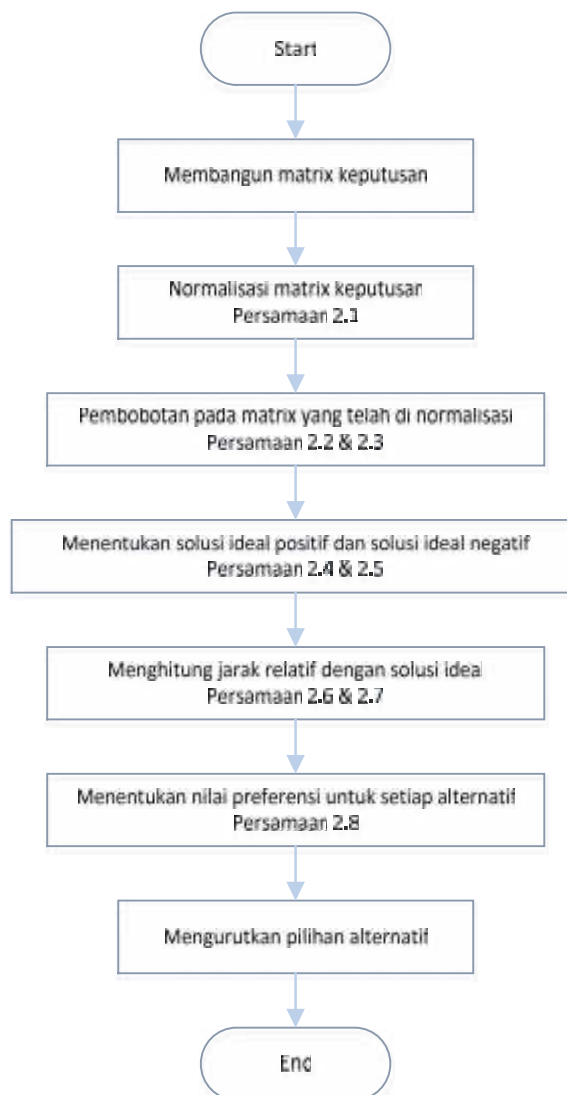 Start
Membangun matrix keputusan
Normalisasi matrix keputusan
Persamaan 2.1
Pembobotan pada matrix yang telah di normalisasi
Persamaan 2.2 & 2.3
Menentukan solusi ideal positif dan solusi ideal negatif
Persamaan 2.4 & 2.5
Menghitung jarak relatif dengan solusi ideal
Persamaan 2.6 & 2.7
Menentukan nilai preferensi untuk setiap alternatif
Persamaan 2.8
Mengurutkan pilihan alternatif
End